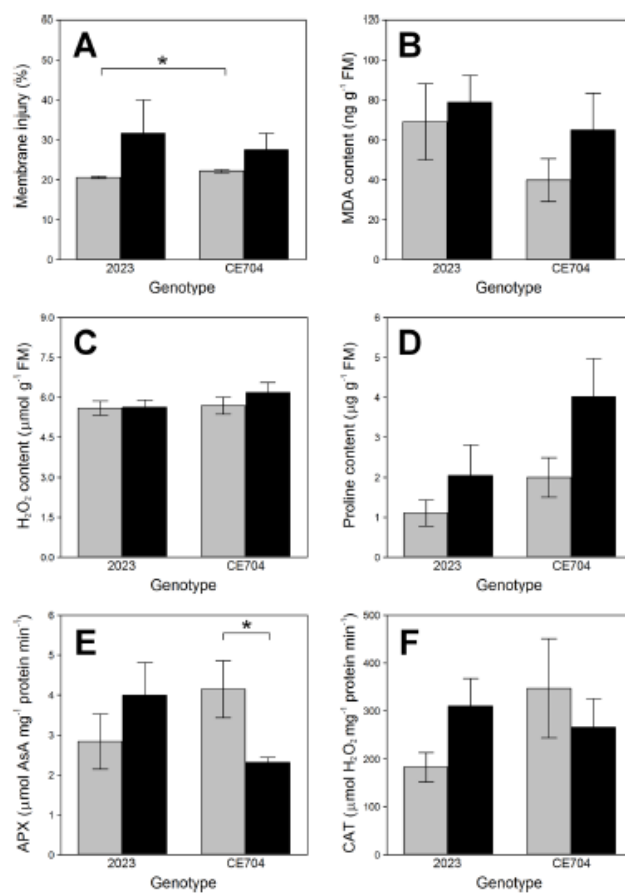 A
*
Membrane injury (%)
60
50
40
30
20
10
0
2023 CE704
Genotype
B
MDA content (ng g⁻¹ FM)
120
100
80
60
40
20
0
2023 CE704
Genotype
C
H₂O₂ content (μmol g⁻¹ FM)
9.0
7.5
6.0
4.5
3.0
1.5
0.0
2023 CE704
Genotype
D
Proline content (μg g⁻¹ FM)
6
5
4
3
2
1
0
2023 CE704
Genotype
E
*
APX (μmol AsA mg⁻¹ protein min⁻¹)
6
5
4
3
2
1
0
2023 CE704
Genotype
F
CAT (μmol H₂O₂ mg⁻¹ protein min⁻¹)
500
400
300
200
100
0
2023 CE704
Genotype